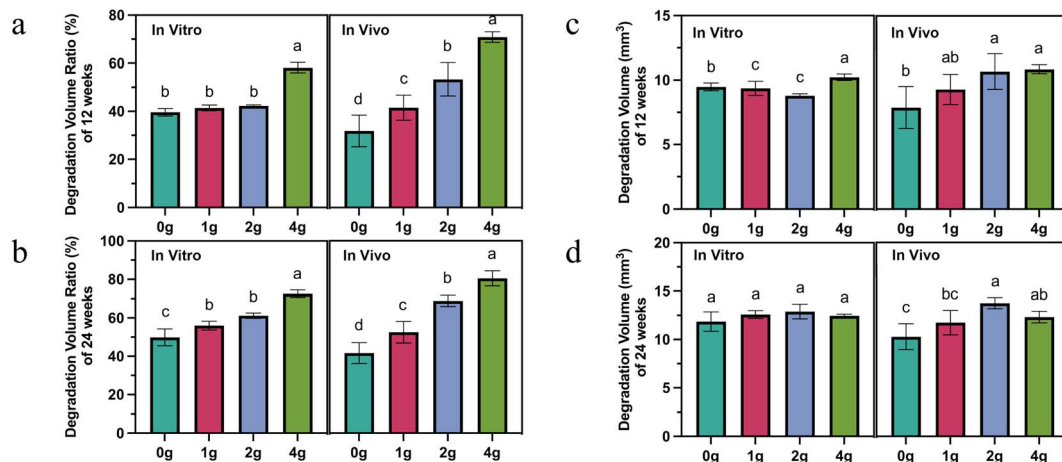 a
Degradation Volume Ratio (%)
of 12 weeks
80
60
40
20
0
In Vitro
b
b
b
a
0g
1g
2g
4g
In Vivo
d
c
b
a
0g
1g
2g
4g
b
Degradation Volume Ratio (%)
of 24 weeks
100
80
60
40
20
0
In Vitro
c
b
b
a
0g
1g
2g
4g
In Vivo
d
c
b
a
0g
1g
2g
4g
c
Degradation Volume (mm³)
of 12 weeks
15
10
5
0
In Vitro
b
c
c
a
0g
1g
2g
4g
In Vivo
b
ab
a
a
0g
1g
2g
4g
d
Degradation Volume (mm³)
of 24 weeks
20
15
10
5
0
In Vitro
a
a
a
a
0g
1g
2g
4g
In Vivo
c
bc
a
ab
0g
1g
2g
4g